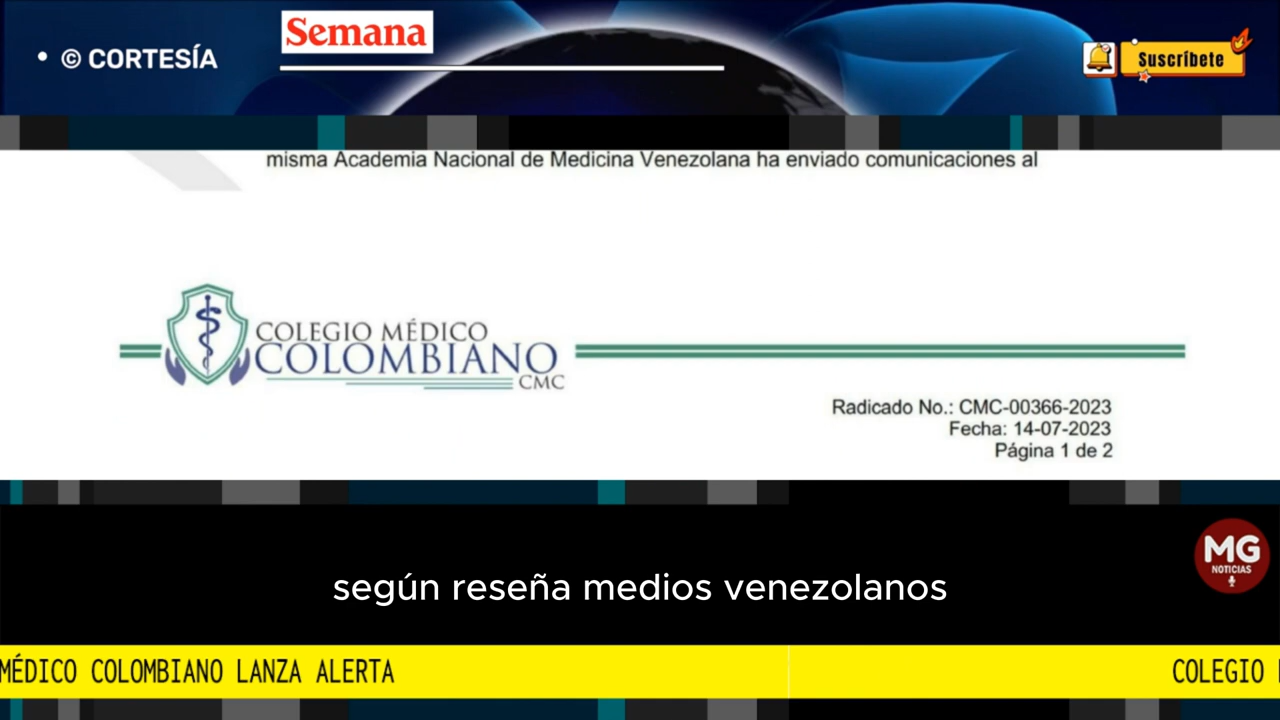 • © CORTESÍA
Semana
Suscríbete
misma Academia Nacional de Medicina Venezolana ha enviado comunicaciones al
COLEGIO MÉDICO
COLOMBIANO
CMC
Radicado No.: CMC-00366-2023
Fecha: 14-07-2023
Página 1 de 2
MG
NOTICIAS
según reseña medios venezolanos
MÉDICO COLOMBIANO LANZA ALERTA
COLEGIO